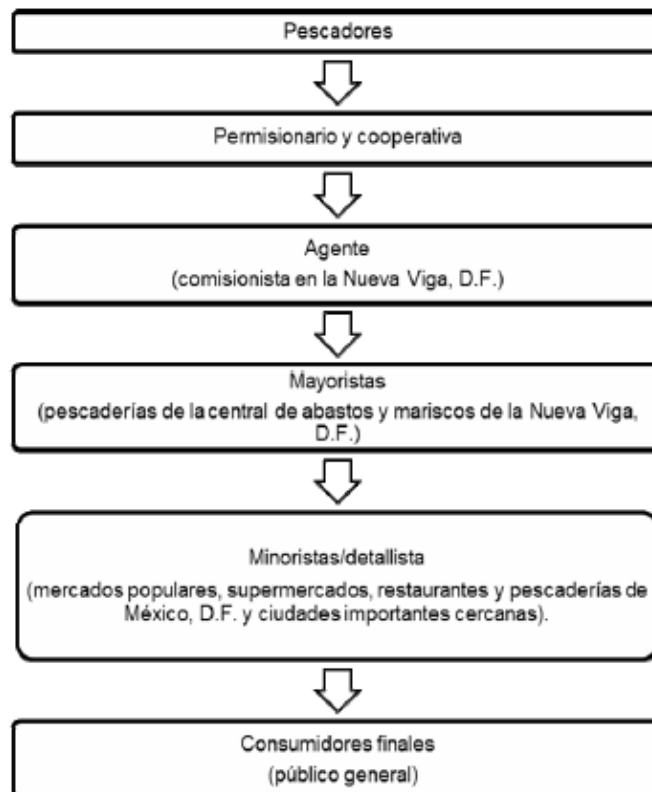 Pescadores
Permisionario y cooperativa
Agente
(comisionista en la Nueva Viga, D.F.)
Mayoristas
(pescaderías de la central de abastos y mariscos de la Nueva Viga,
D.F.)
Minoristas/detallista
(mercados populares, supermercados, restaurantes y pescaderías de
México, D.F. y ciudades importantes cercanas).
Consumidores finales
(público general)